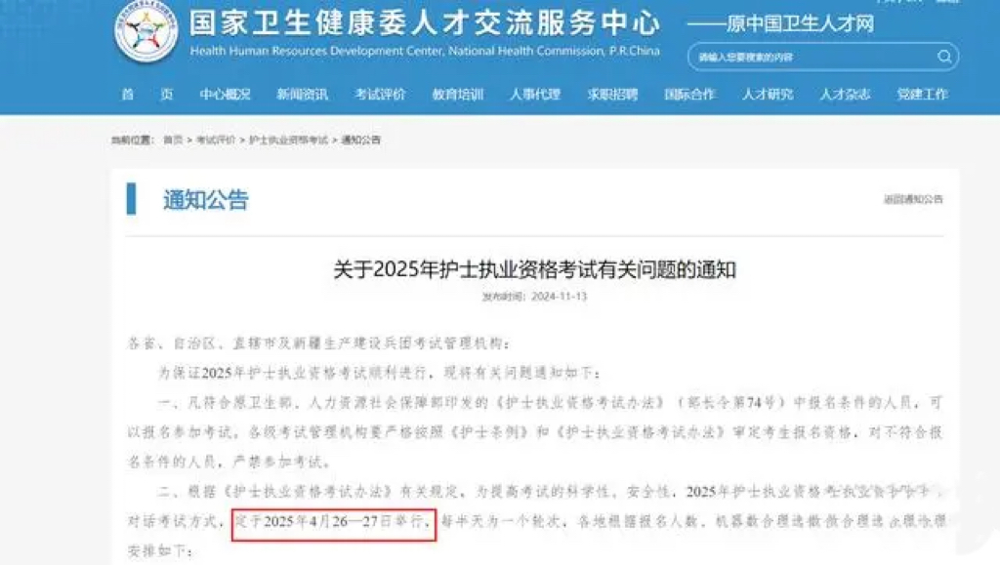 国家卫生健康委人才交流服务中心
——原中国卫生人才网
Health Human Resources Development Center, National Health Commission, P.R.China
请输入您要搜索的内容
首 页 中心概况 新闻资讯 考试评价 教育培训 人事代理 求职招聘 国际合作 人才研究 人才杂志 党建工作
当前位置： 首页 > 考试评价 > 护士执业资格考试 > 通知公告
通知公告
返回通知公告
关于2025年护士执业资格考试有关问题的通知
发布时间：2024-11-13
各省、自治区、直辖市及新疆生产建设兵团考试管理机构：
为保证2025年护士执业资格考试顺利进行，现将有关问题通知如下：
一、凡符合原卫生部、人力资源社会保障部印发的《护士执业资格考试办法》（部长令第74号）中报名条件的人员，可
以报名参加考试。各级考试管理机构要严格按照《护士条例》和《护士执业资格考试办法》审定考生报名资格，对不符合报
名条件的人员，严禁参加考试。
二、根据《护士执业资格考试办法》有关规定，为提高考试的科学性、安全性，2025年护士执业资格考
对话考试方式，定于2025年4月26—27日举行，每半天为一个轮次，各地根据报名人数、机器数合理选
安排如下：